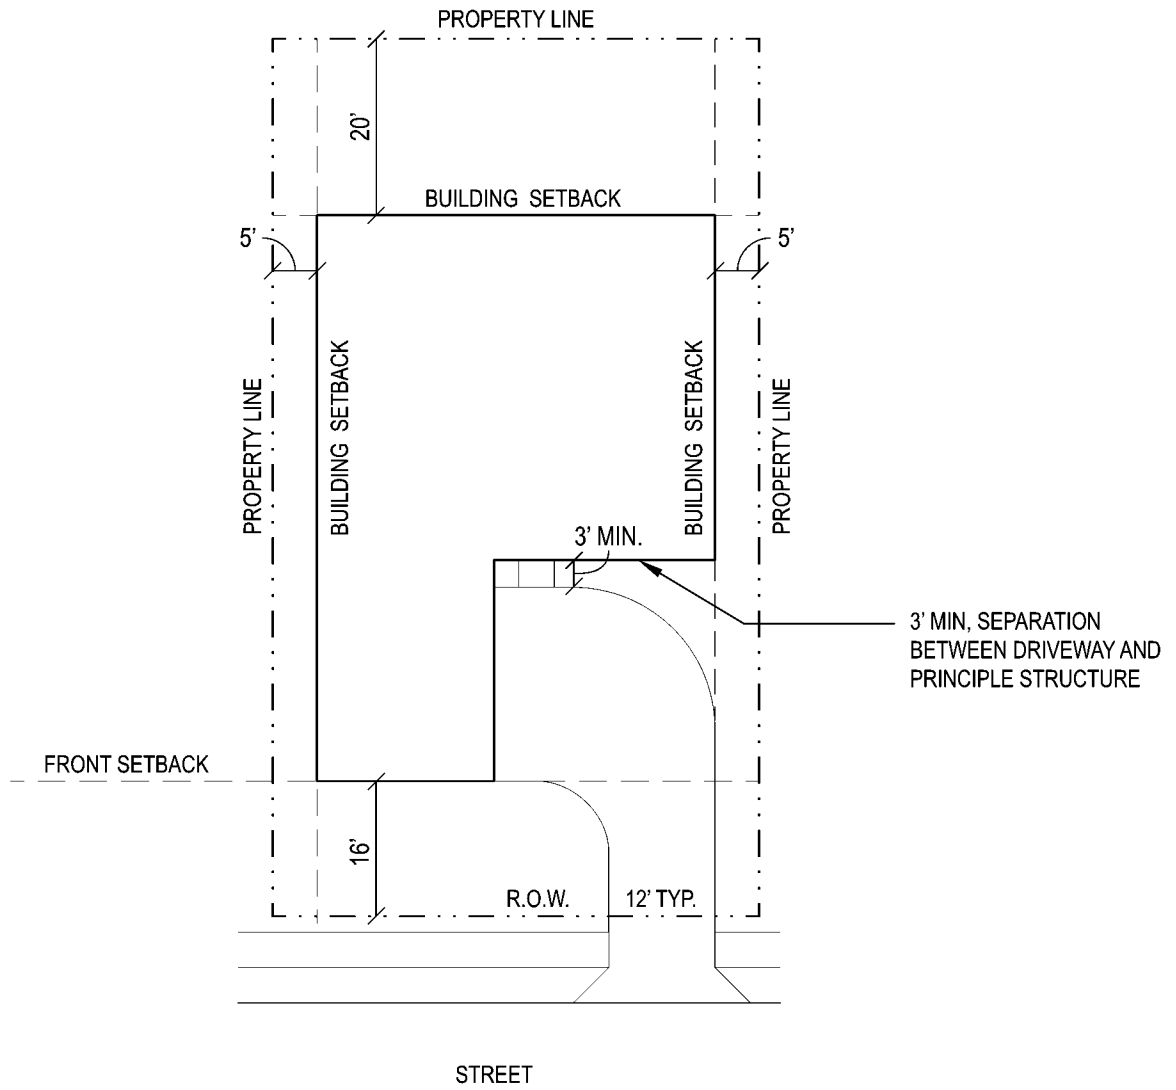 PROPERTY LINE
20'
BUILDING SETBACK
5'
5'
PROPERTY LINE
BUILDING SETBACK
BUILDING SETBACK
PROPERTY LINE
3' MIN.
3' MIN, SEPARATION
BETWEEN DRIVEWAY AND
PRINCIPLE STRUCTURE
FRONT SETBACK
16'
R.O.W.
12' TYP.
STREET